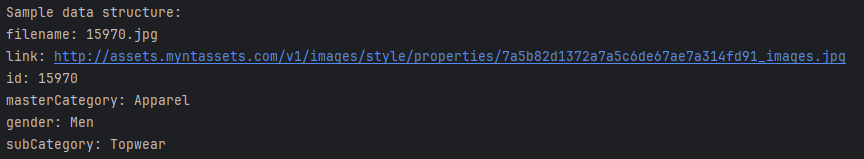 Sample data structure:
filename: 15970.jpg
link: http://assets.myntassets.com/v1/images/style/properties/7a5b82d1372a7a5c6de67ae7a314fd91_images.jpg
id: 15970
masterCategory: Apparel
gender: Men
subCategory: Topwear